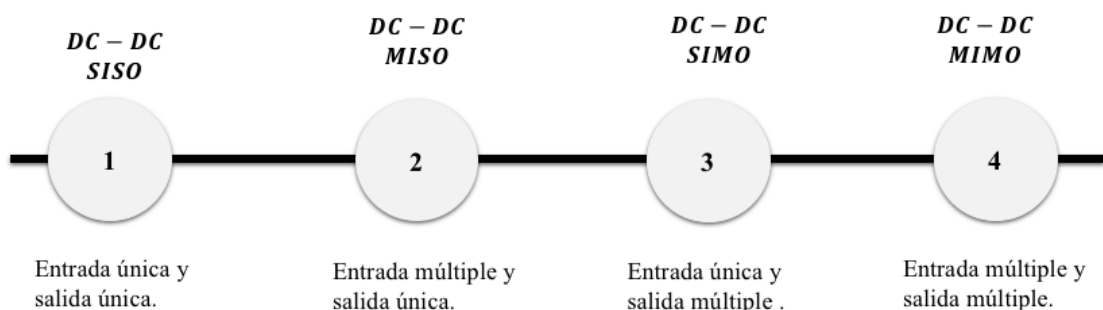 DC − DC
SISO
DC − DC
MISO
DC − DC
SIMO
DC − DC
MIMO
1
2
3
4
Entrada única y
salida única.
Entrada múltiple y
salida única.
Entrada única y
salida múltiple .
Entrada múltiple y
salida múltiple.